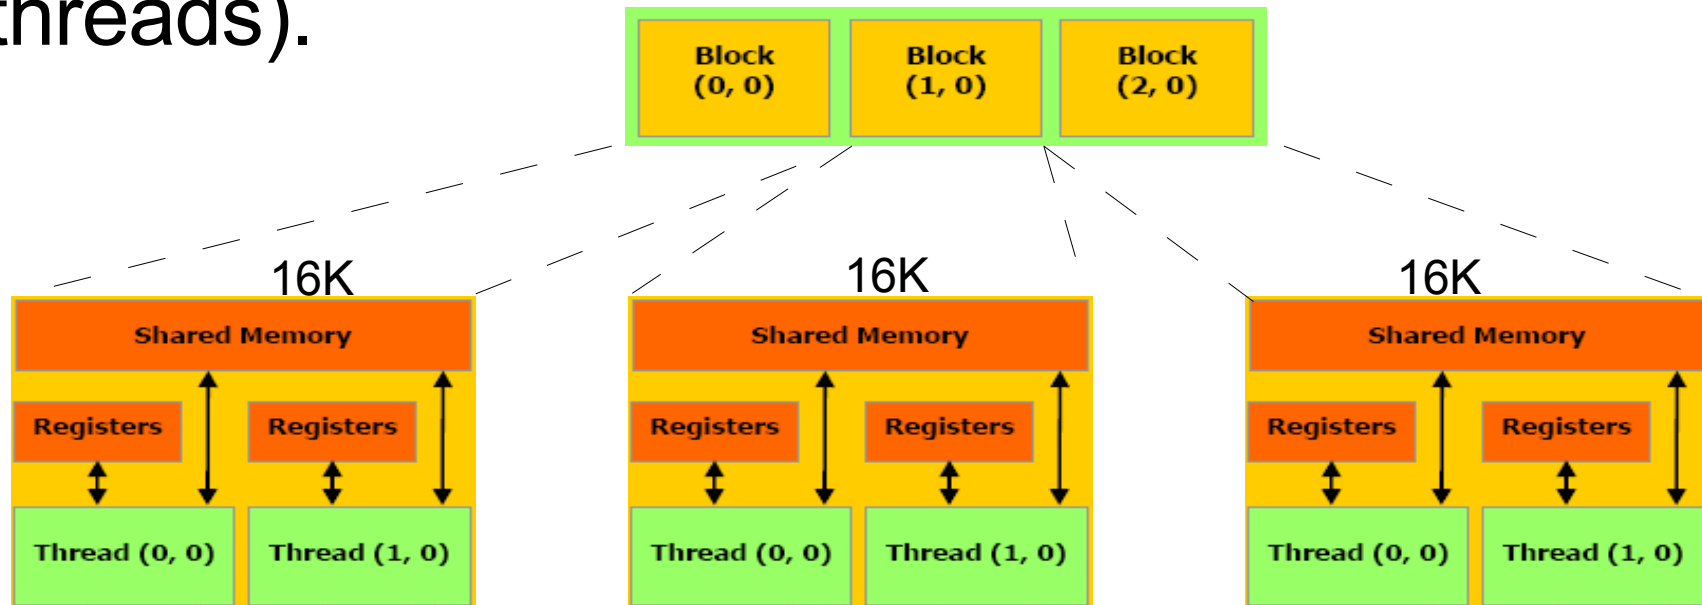 threads).
Block Block Block
(0, 0) (1, 0) (2, 0)
16K 16K 16K
Shared Memory Shared Memory Shared Memory
Registers Registers Registers Registers Registers Registers
Thread (0, 0) Thread (1, 0) Thread (0, 0) Thread (1, 0) Thread (0, 0) Thread (1, 0)